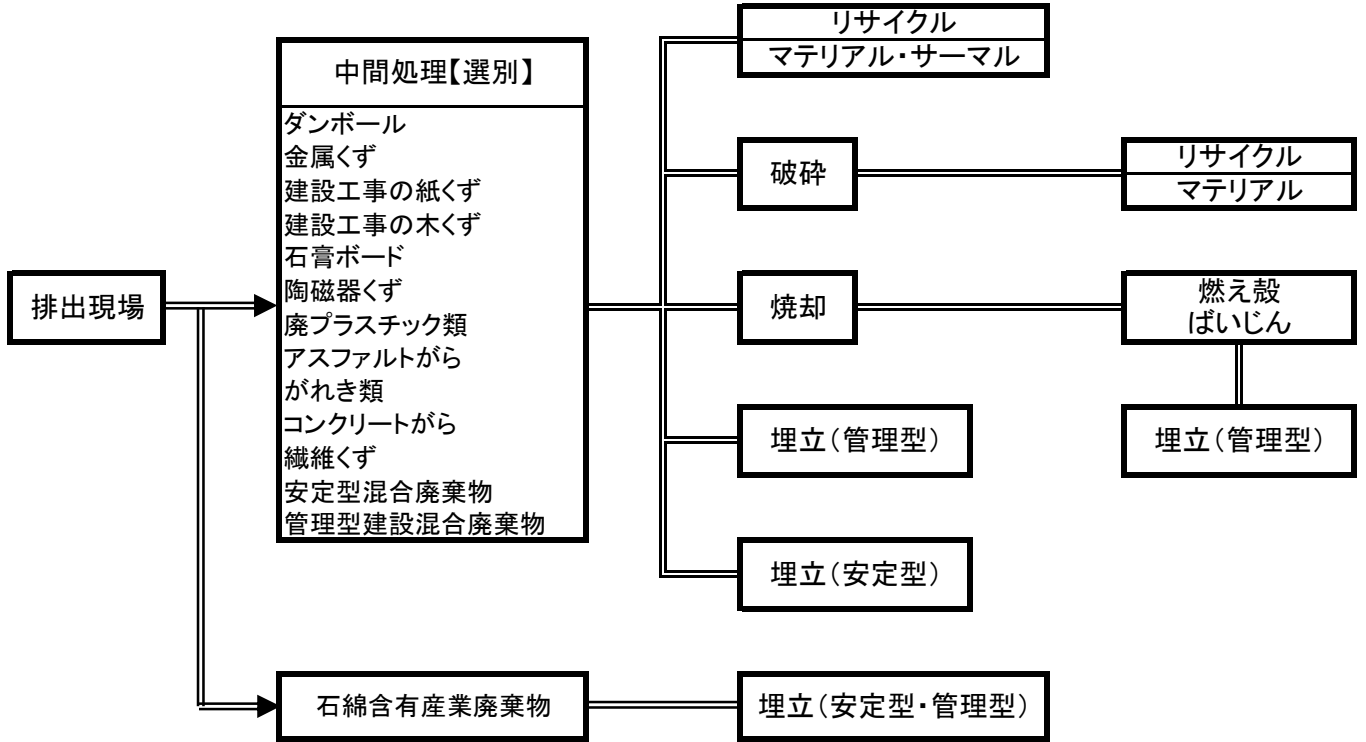 リサイクル
マテリアル・サーマル
中間処理【選別】
ダンボール
金属くず
建設工事の紙くず
建設工事の木くず
石膏ボード
陶磁器くず
廃プラスチック類
アスファルトがら
がれき類
コンクリートがら
繊維くず
安定型混合廃棄物
管理型建設混合廃棄物
破砕
リサイクル
マテリアル
排出現場
焼却
燃え殻
ばいじん
埋立（管理型）
埋立（管理型）
埋立（安定型）
石綿含有産業廃棄物
埋立（安定型・管理型）